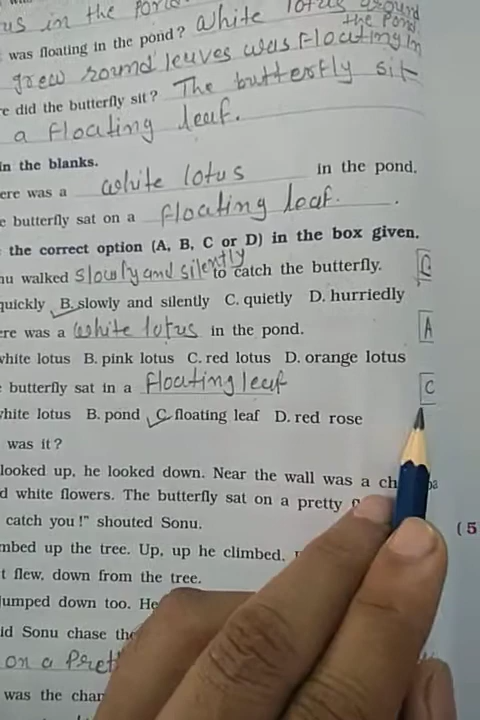 us in the
was floating in the pond? White lotus around
the Pond
grew round leaves was Floating in
re did the butterfly sit? The butterfly sit
a floating leaf.
in the blanks.
ere was a white lotus in the pond.
e butterfly sat on a floating leaf.
the correct option (A, B, C or D) in the box given.
nu walked slowly and silently to catch the butterfly.
quickly B. slowly and silently C. quietly D. hurriedly
ere was a white lotus in the pond. A
white lotus B. pink lotus C. red lotus D. orange lotus
butterfly sat in a floating leaf C
white lotus B. pond C. floating leaf D. red rose
was it?
looked up, he looked down. Near the wall was a ch pa
d white flowers. The butterfly sat on a pretty
catch you!" shouted Sonu.
(5
mbed up the tree. Up, up he climbed.
t flew, down from the tree.
jumped down too. He
id Sonu chase the
on a Prett
was the cham